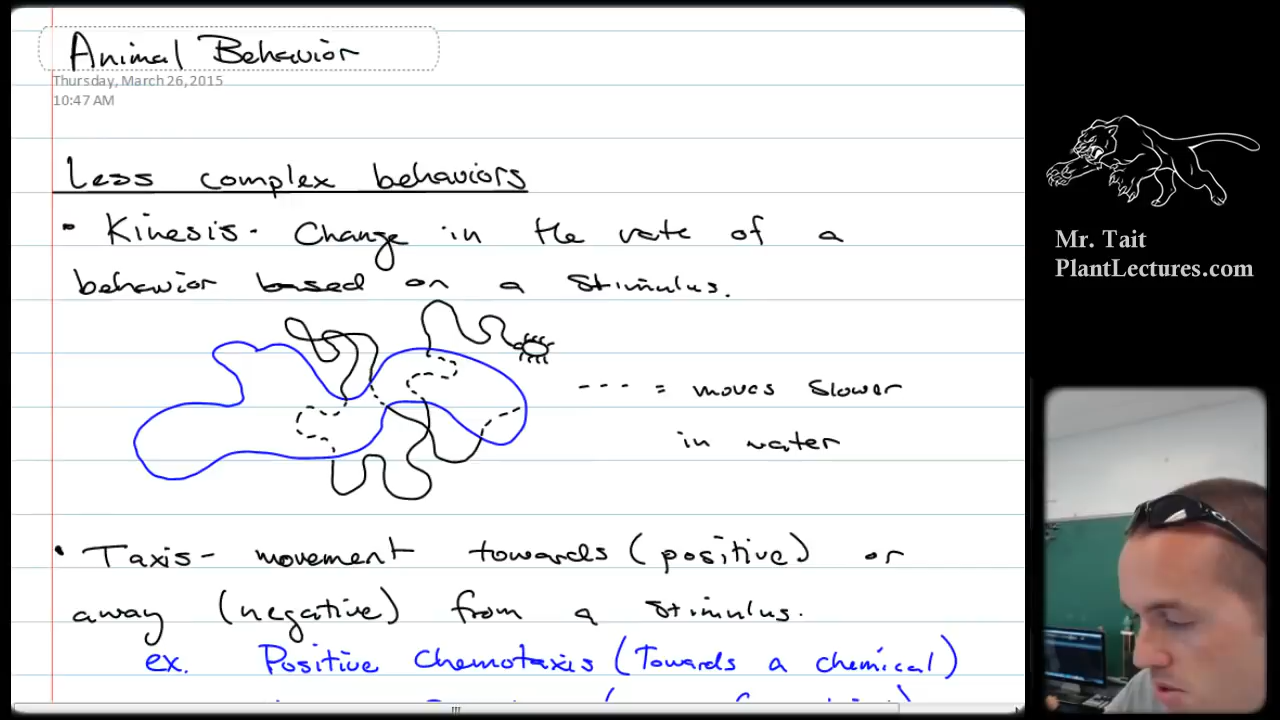 Animal Behavior
Thursday, March 26, 2015
10:47 AM
Less complex behaviors
• Kinesis - Change in the rate of a
behavior based on a stimulus.
--- = moves slower
in water
• Taxis - movement towards (positive) or
away (negative) from a stimulus.
ex. Positive Chemotaxis (Towards a chemical)
Mr. Tait
PlantLectures.com